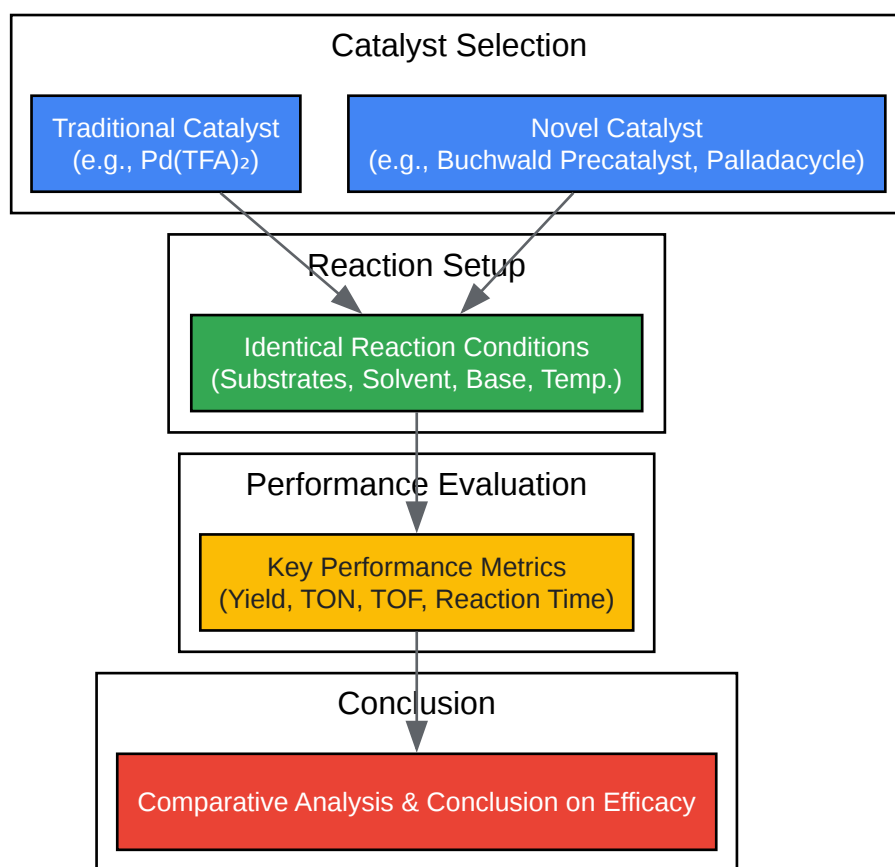 Catalyst Selection
Traditional Catalyst
(e.g., Pd(TFA)₂)
Novel Catalyst
(e.g., Buchwald Precatalyst, Palladacycle)
Reaction Setup
Identical Reaction Conditions
(Substrates, Solvent, Base, Temp.)
Performance Evaluation
Key Performance Metrics
(Yield, TON, TOF, Reaction Time)
Conclusion
Comparative Analysis & Conclusion on Efficacy